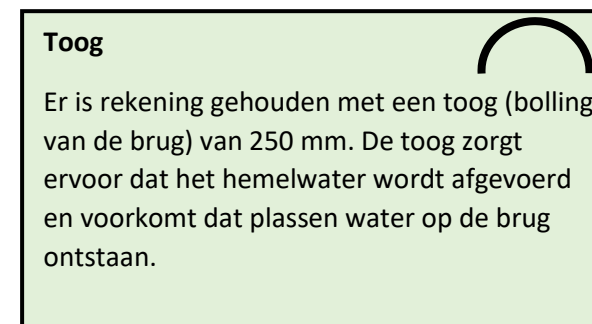 Toog
Er is rekening gehouden met een toog (bolling
van de brug) van 250 mm. De toog zorgt
ervoor dat het hemelwater wordt afgevoerd
en voorkomt dat plassen water op de brug
ontstaan.